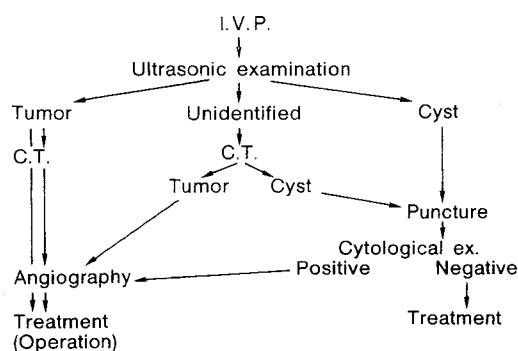 I.V.P.
Ultrasonic examination
Tumor Unidentified Cyst
C.T. C.T.
Tumor Cyst
Puncture
Cytological ex.
Positive Negative
Angiography
Treatment Treatment
(Operation)